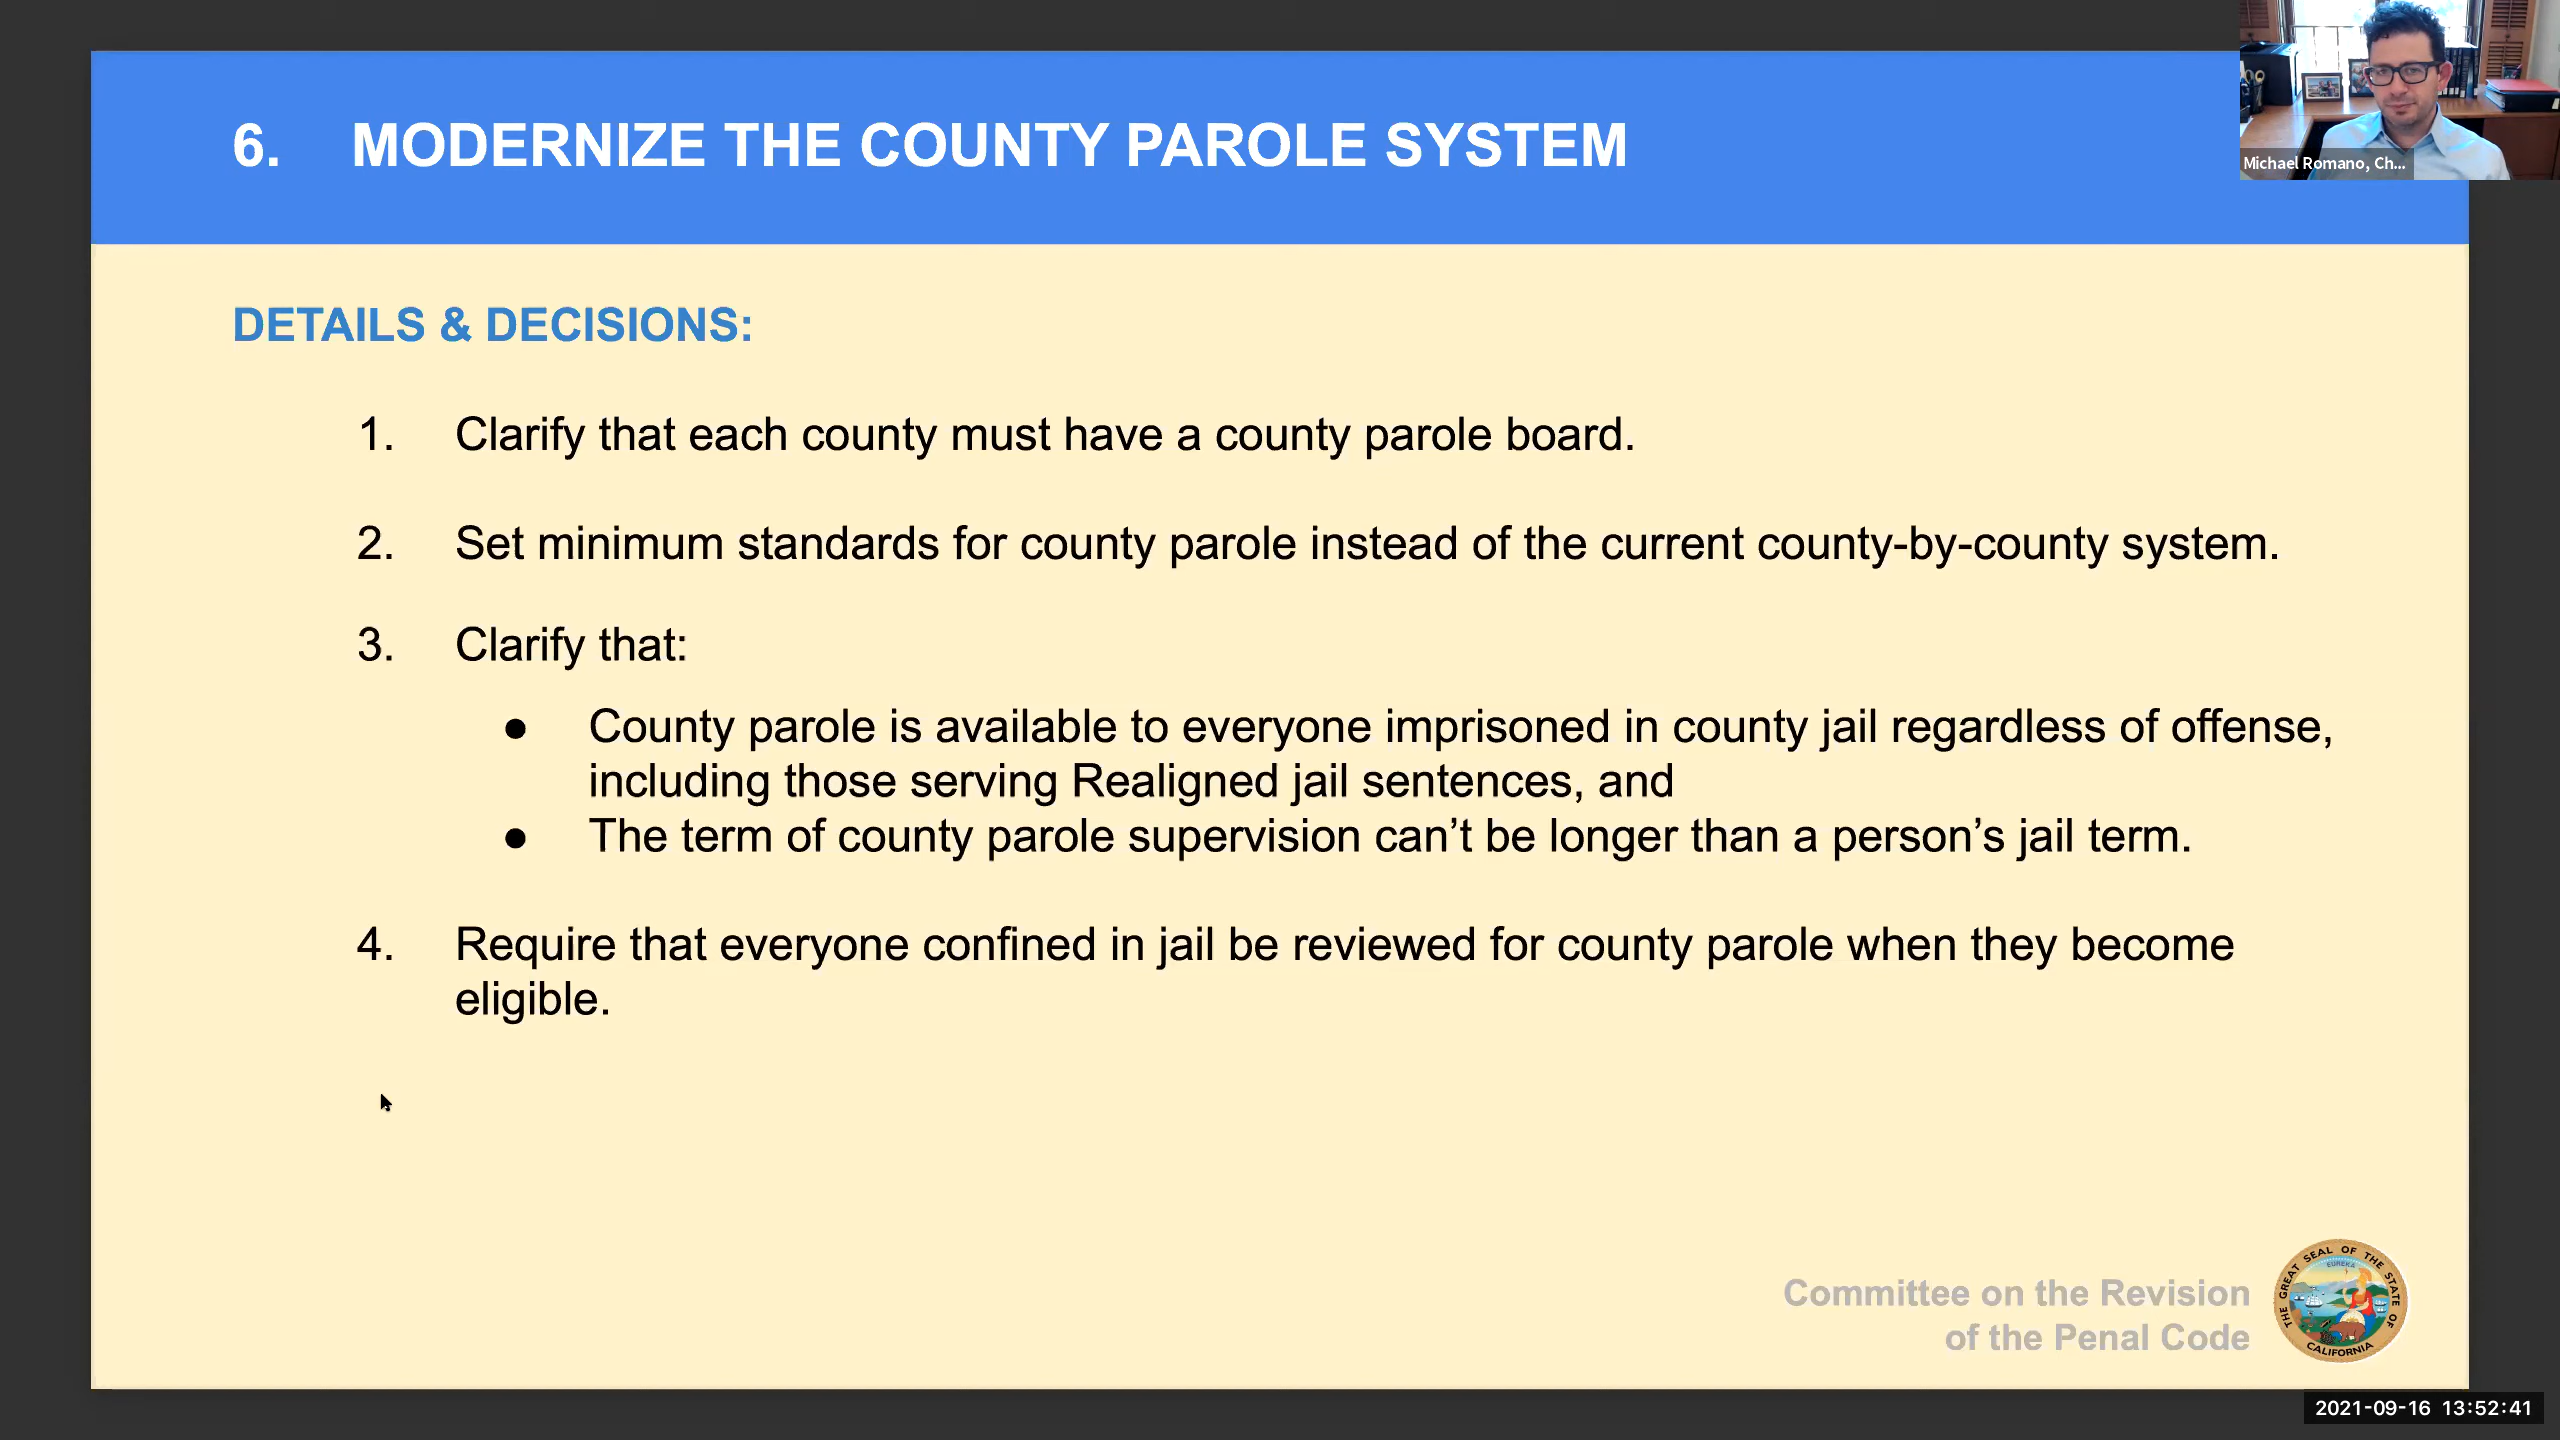 6. MODERNIZE THE COUNTY PAROLE SYSTEM
Michael Romano, Ch...
DETAILS & DECISIONS:
1. Clarify that each county must have a county parole board.
2. Set minimum standards for county parole instead of the current county-by-county system.
3. Clarify that:
● County parole is available to everyone imprisoned in county jail regardless of offense,
including those serving Realigned jail sentences, and
● The term of county parole supervision can’t be longer than a person’s jail term.
4. Require that everyone confined in jail be reviewed for county parole when they become
eligible.
Committee on the Revision
of the Penal Code
THE GREAT SEAL OF THE STATE OF CALIFORNIA
EUREKA
2021-09-16 13:52:41